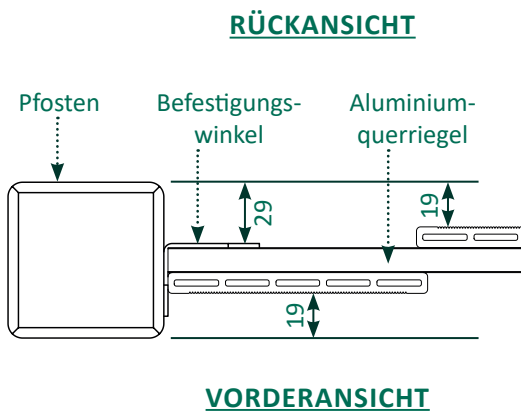 RÜCKANSICHT
Pfosten
Befestigungs-
winkel
Aluminium-
querriegel
29
19
19
VORDERANSICHT